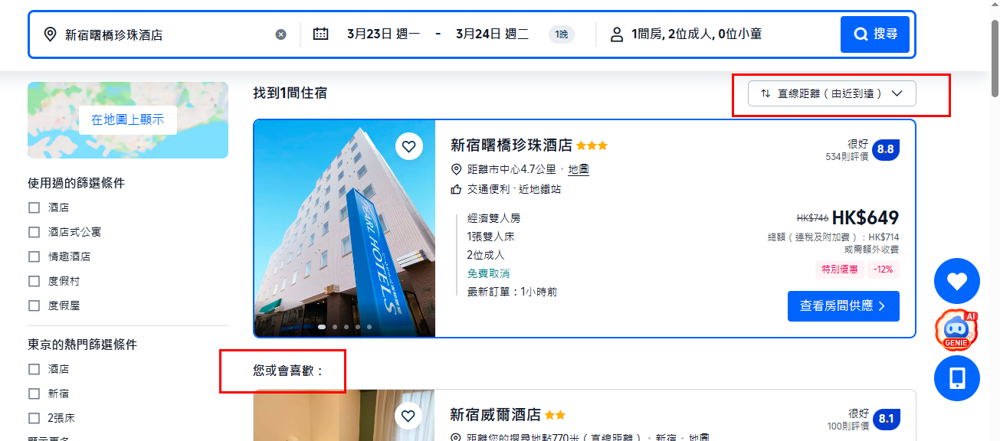 新宿曙橋珍珠酒店
3月23日 週一 - 3月24日 週二 1晚
1間房, 2位成人, 0位小童
搜尋
在地圖上顯示
找到1間住宿
直線距離（由近到遠）
使用過的篩選條件
酒店
酒店式公寓
情趣酒店
度假村
度假屋
東京的熱門篩選條件
酒店
新宿
2張床
顯示更多
PEARL HOTELS
新宿曙橋珍珠酒店
距離市中心4.7公里・地圖
交通便利・近地鐵站
很好 8.8
534則評價
經濟雙人房
1張雙人床
2位成人
免費取消
最新訂單：1小時前
HK$746 HK$649
總額（連稅及附加費）：HK$714
或需額外收費
特別優惠 -12%
查看房間供應
AI
GENIE
您或會喜歡：
新宿威爾酒店
距離您的搜尋地點770米（直線距離）・新宿・地圖
很好 8.1
100則評價